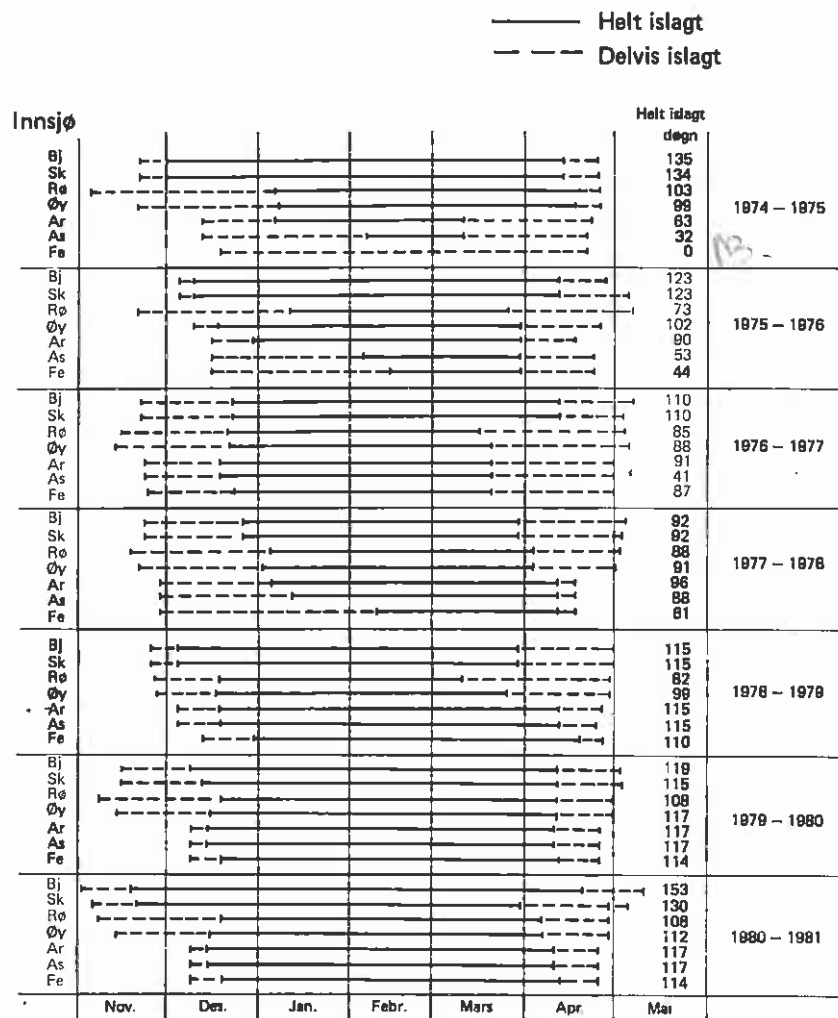 Helt islagt
Delvis islagt
Innsjø
Helt islagt
døgn
Bj 135
Sk 134
Rø 103
Øy 99
Ar 63
As 32
Fe 0
1974 – 1975
Bj 123
Sk 123
Rø 73
Øy 102
Ar 90
As 53
Fe 44
1975 – 1976
Bj 110
Sk 110
Rø 85
Øy 88
Ar 91
As 41
Fe 87
1976 – 1977
Bj 92
Sk 92
Rø 88
Øy 91
Ar 96
As 88
Fe 61
1977 – 1978
Bj 115
Sk 115
Rø 82
Øy 99
Ar 115
As 115
Fe 110
1978 – 1979
Bj 119
Sk 115
Rø 108
Øy 117
Ar 117
As 117
Fe 114
1979 – 1980
Bj 153
Sk 130
Rø 108
Øy 112
Ar 117
As 117
Fe 114
1980 – 1981
Nov. Des. Jan. Febr. Mars Apr. Mai